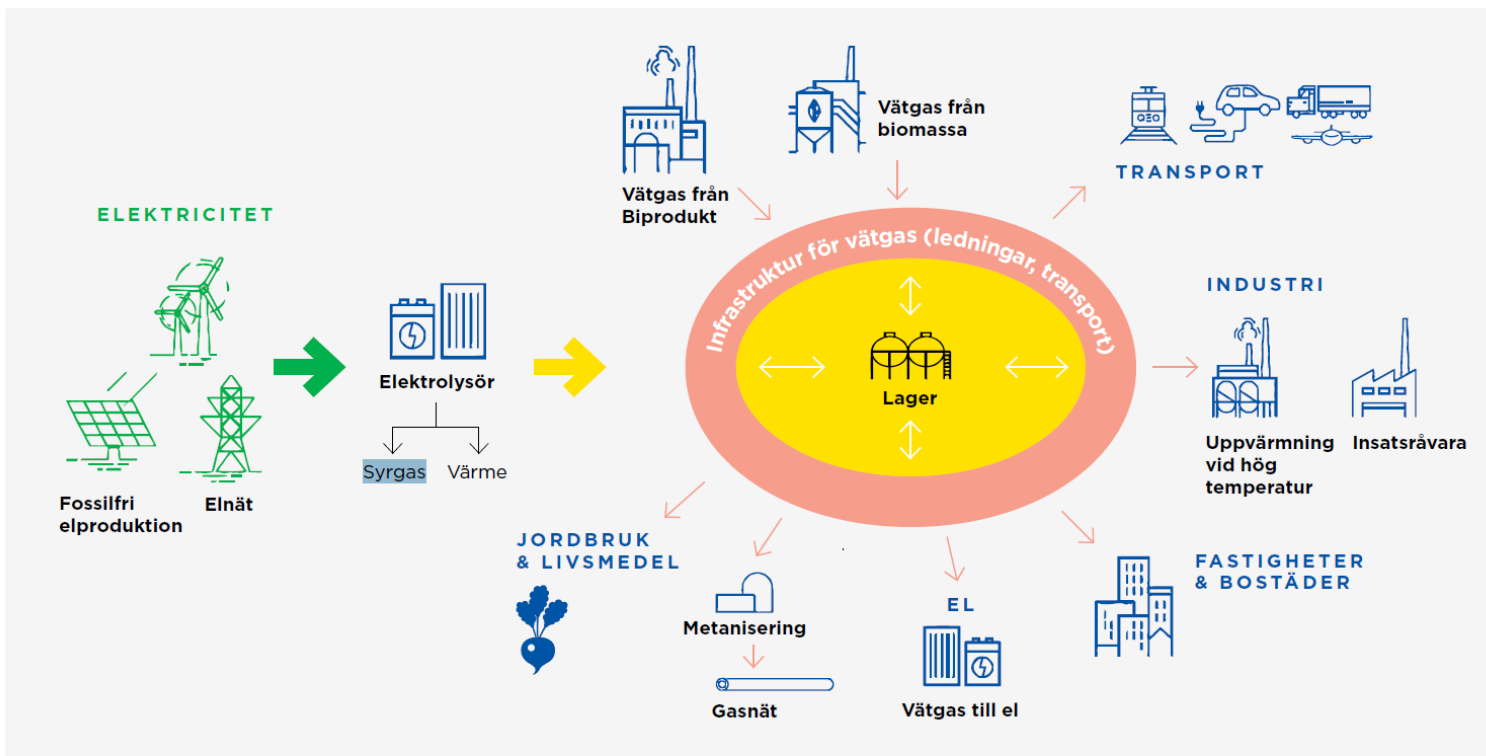 Vätgas från
biomassa
TRANSPORT
Vätgas från
Biprodukt
ELEKTRICITET
Infrastruktur för vätgas (ledningar, transport)
INDUSTRI
Elektrolysör
Lager
Uppvärmning
vid hög
temperatur
Insatsråvara
Syrgas
Värme
Fossilfri
elproduktion
Elnät
JORDBRUK
& LIVSMEDEL
FASTIGHETER
& BOSTÄDER
EL
Metanisering
Gasnät
Vätgas till el